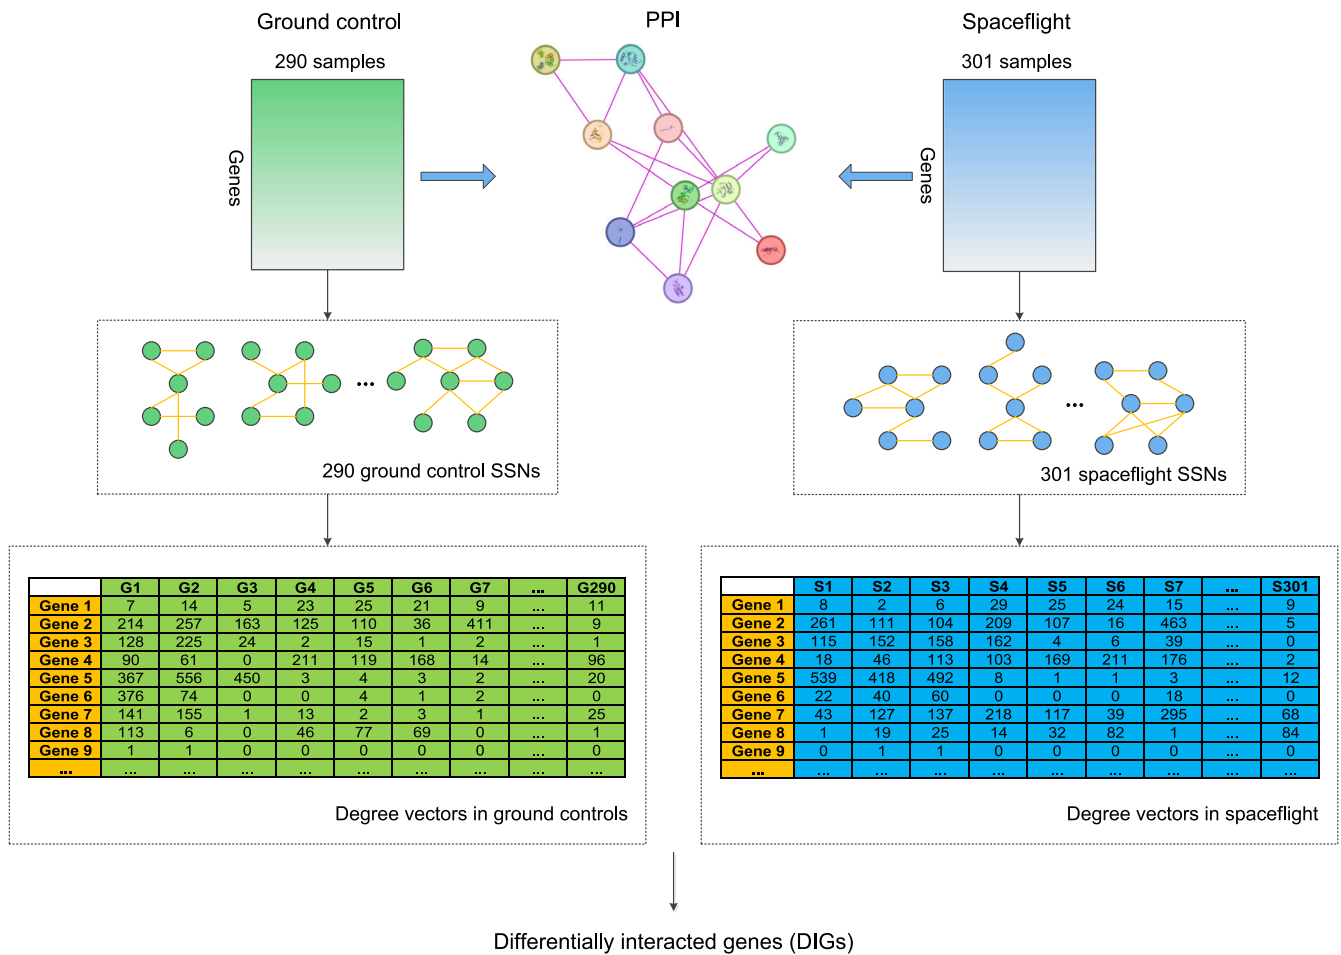 Ground control
PPI
Spaceflight
290 samples
301 samples
Genes
Genes
...
...
290 ground control SSNs
301 spaceflight SSNs
G1 G2 G3 G4 G5 G6 G7 ... G290
Gene 1 7 14 5 23 25 21 9 ... 11
Gene 2 214 257 163 125 110 36 411 ... 9
Gene 3 128 225 24 2 15 1 2 ... 1
Gene 4 90 61 0 211 119 168 14 ... 96
Gene 5 367 556 450 3 4 3 2 ... 20
Gene 6 376 74 0 0 4 1 2 ... 0
Gene 7 141 155 1 13 2 3 1 ... 25
Gene 8 113 6 0 46 77 69 0 ... 1
Gene 9 1 1 0 0 0 0 0 ... 0
... ... ... ... ... ... ... ... ... ...
Degree vectors in ground controls
S1 S2 S3 S4 S5 S6 S7 ... S301
Gene 1 8 2 6 29 25 24 15 ... 9
Gene 2 261 111 104 209 107 16 463 ... 5
Gene 3 115 152 158 162 4 6 39 ... 0
Gene 4 18 46 113 103 169 211 176 ... 2
Gene 5 539 418 492 8 1 1 3 ... 12
Gene 6 22 40 60 0 0 0 18 ... 0
Gene 7 43 127 137 218 117 39 295 ... 68
Gene 8 1 19 25 14 32 82 1 ... 84
Gene 9 0 1 1 0 0 0 0 ... 0
... ... ... ... ... ... ... ... ... ...
Degree vectors in spaceflight
Differentially interacted genes (DIGs)